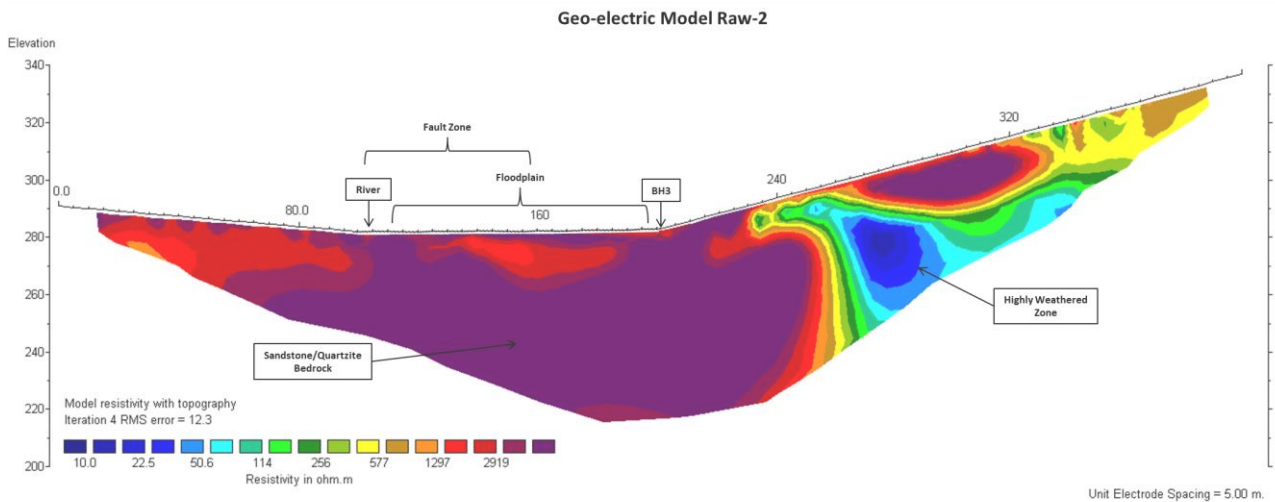 Geo-electric Model Raw-2
Elevation
340
320
300
280
260
240
220
200
0.0
80.0
160
240
320
Fault Zone
Floodplain
River
BH3
Highly Weathered
Zone
Sandstone/Quartzite
Bedrock
Model resistivity with topography
Iteration 4 RMS error = 12.3
10.0 22.5 50.6 114 256 577 1297 2919
Resistivity in ohm.m
Unit Electrode Spacing = 5.00 m.